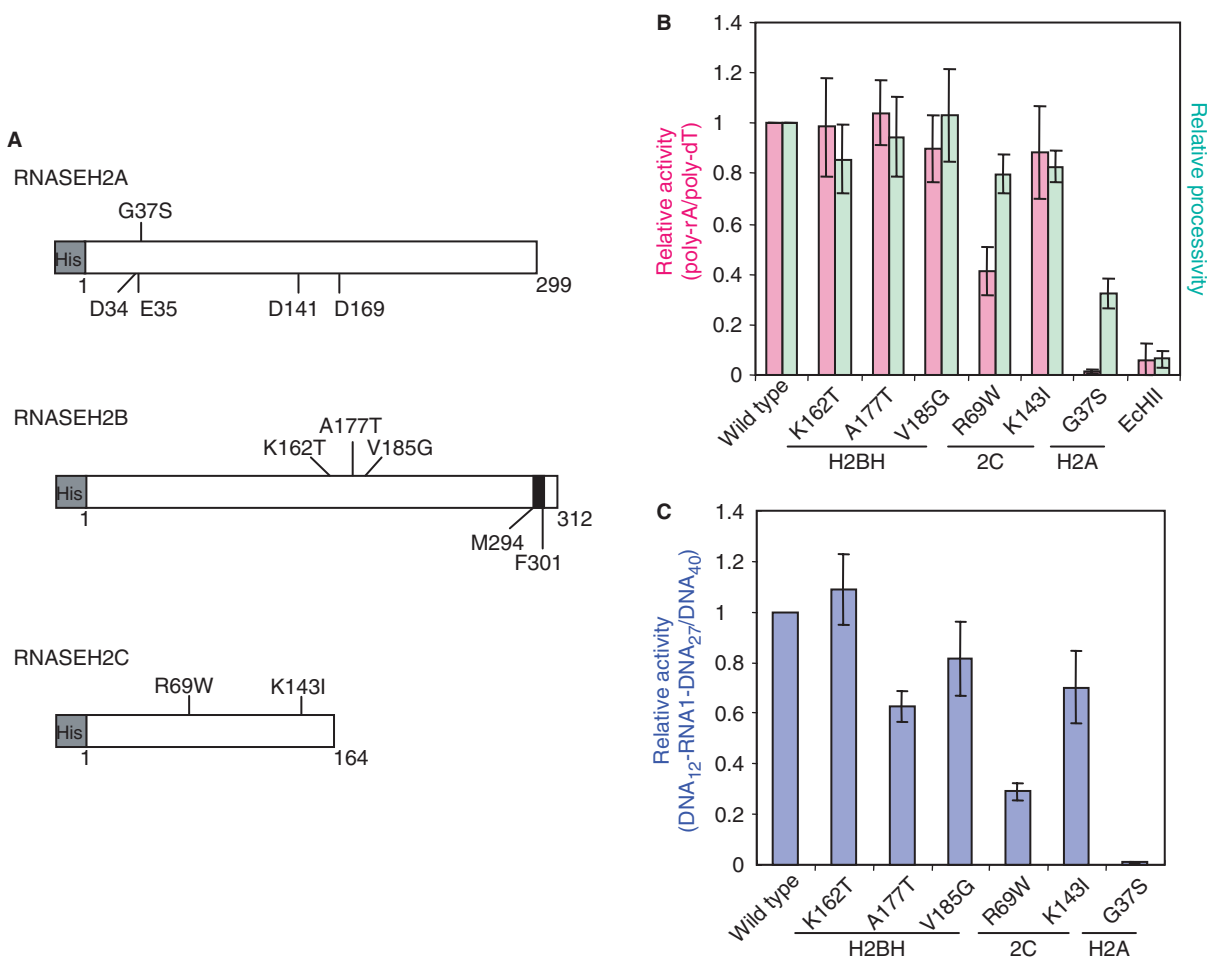 A
RNASEH2A
G37S
His
1
299
D34 E35 D141 D169
RNASEH2B
A177T
K162T V185G
His
1
312
M294
F301
RNASEH2C
R69W K143I
His
1
164
B
Relative activity
(poly-rA/poly-dT)
Relative processivity
1.4
1.2
1
0.8
0.6
0.4
0.2
0
Wild type
K162T
A177T
V185G
R69W
K143I
G37S
EcHII
H2BH
2C
H2A
C
Relative activity
(DNA12-RNA1-DNA27/DNA40)
1.4
1.2
1
0.8
0.6
0.4
0.2
0
Wild type
K162T
A177T
V185G
R69W
K143I
G37S
H2BH
2C
H2A